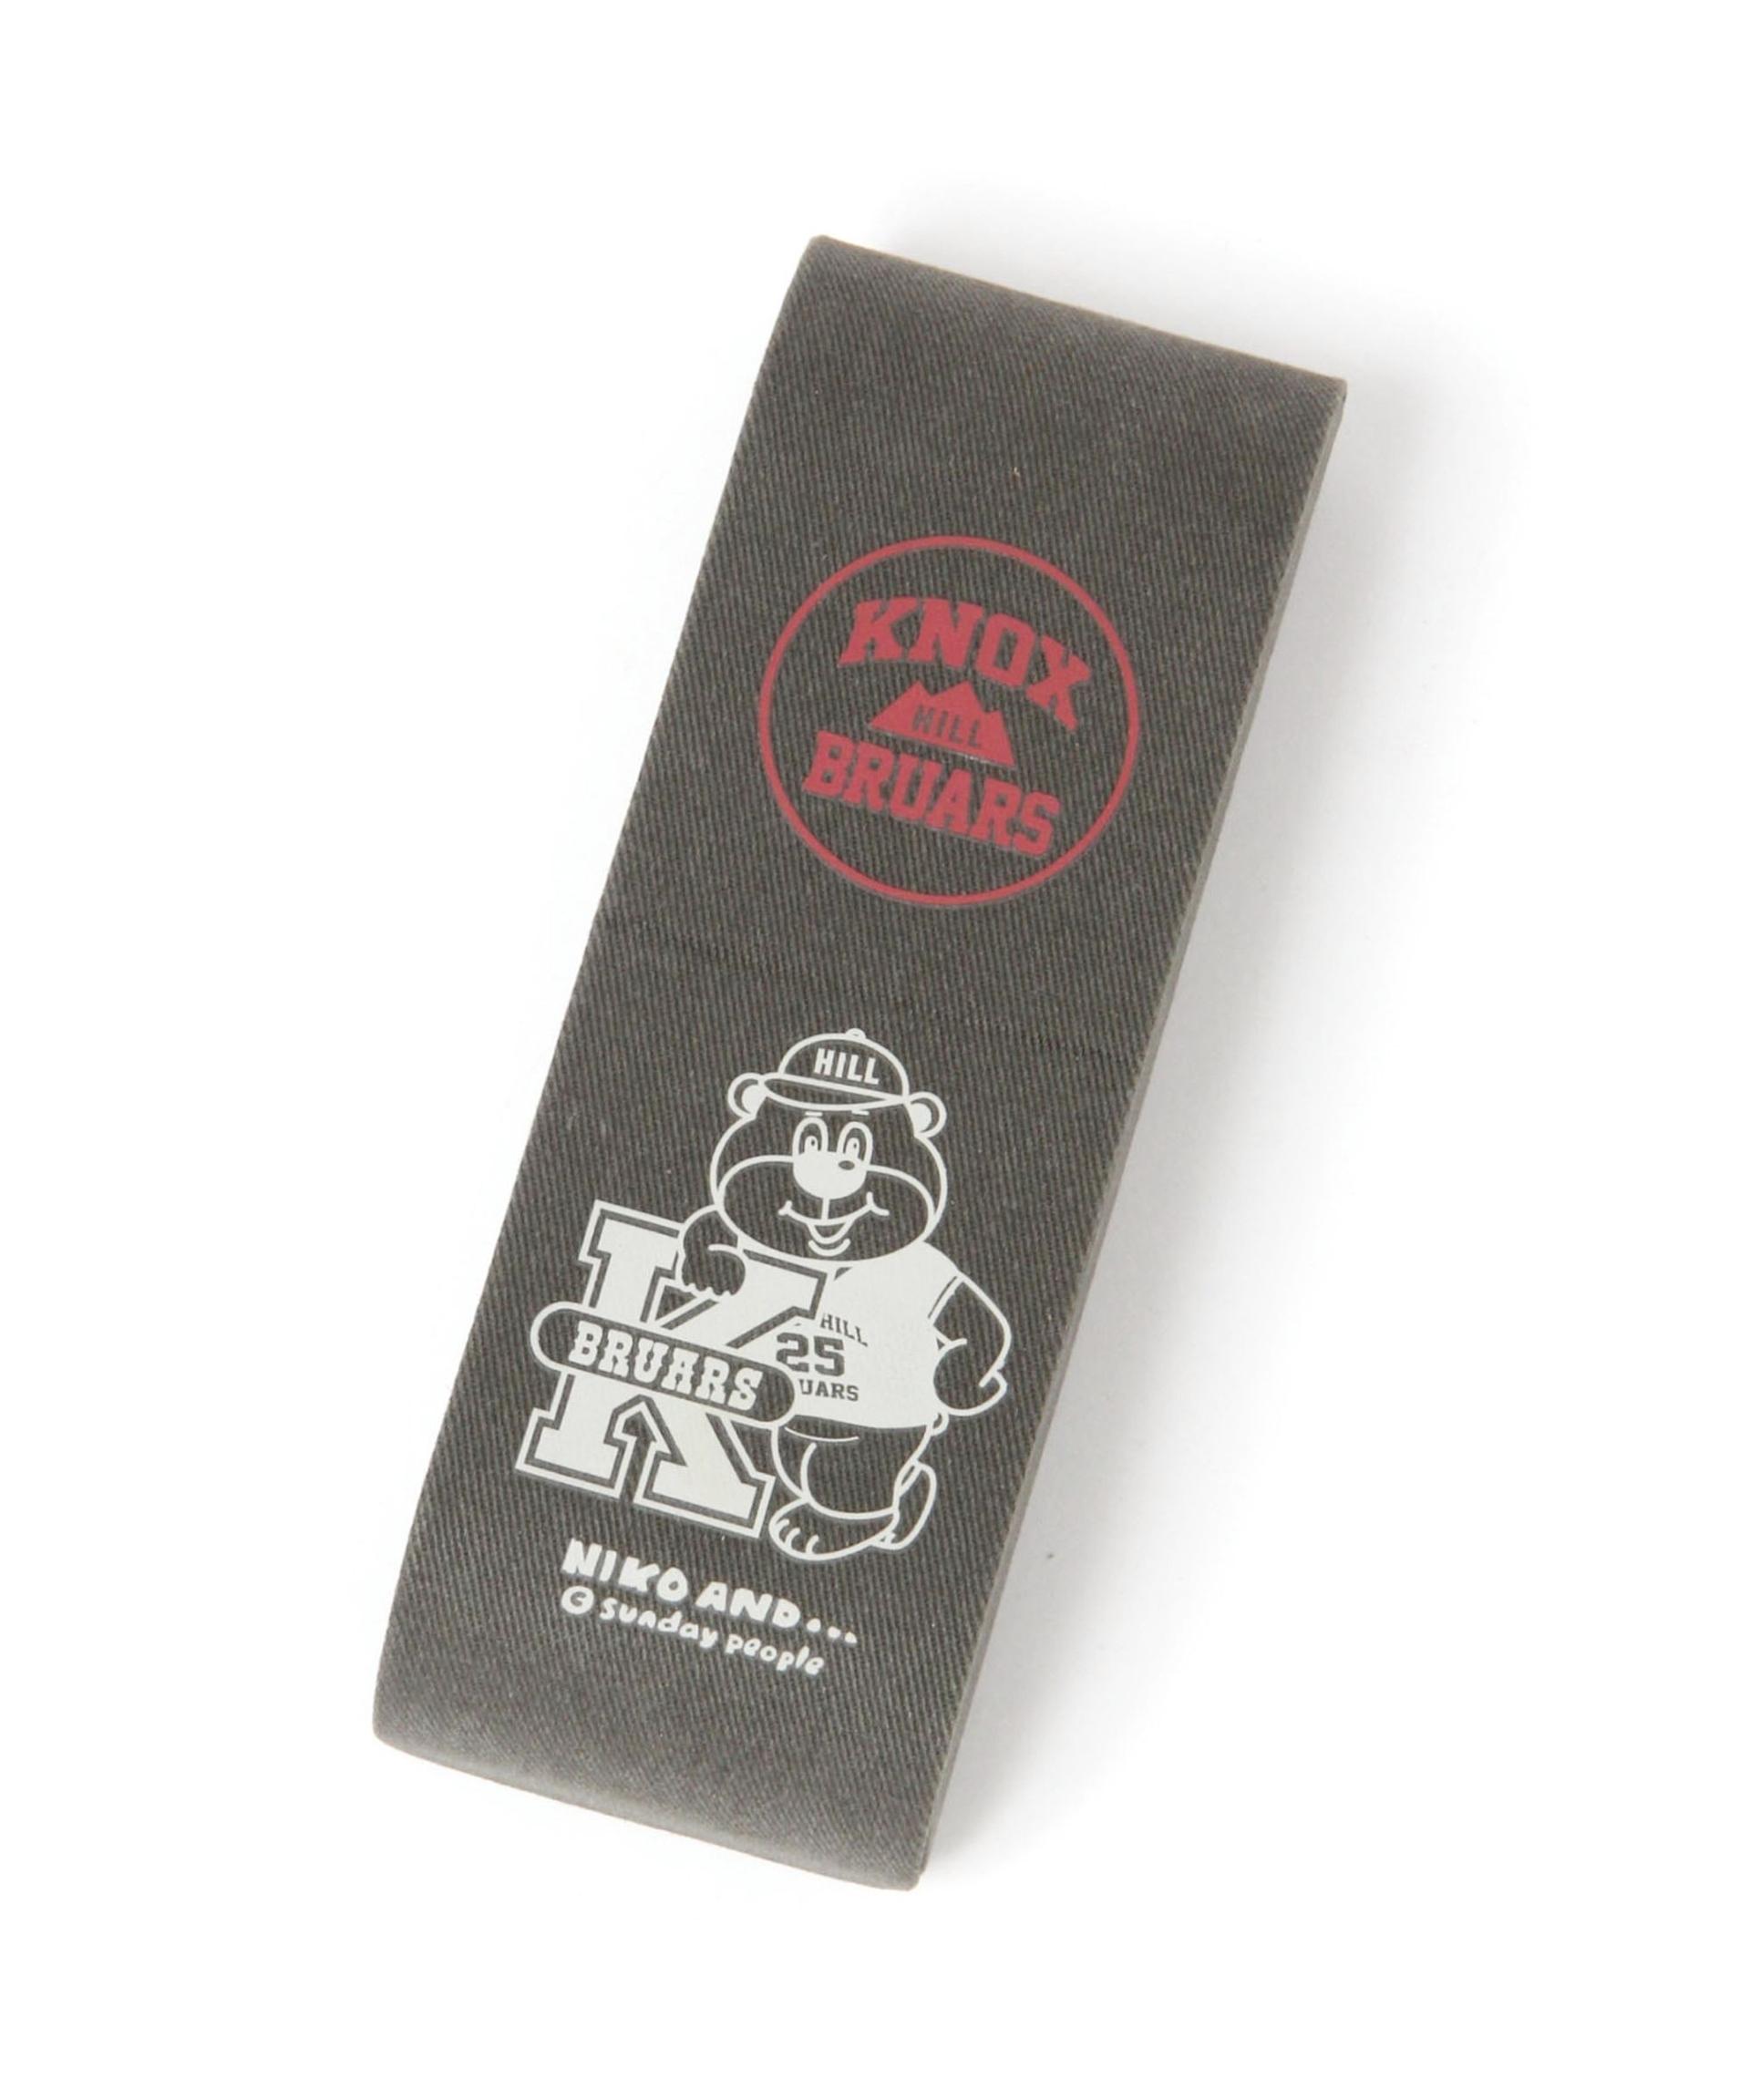 KNOX
HILL
BRUARS
HILL
K
BRUARS
HILL
25
UARS
NIKO AND...
© sunday people